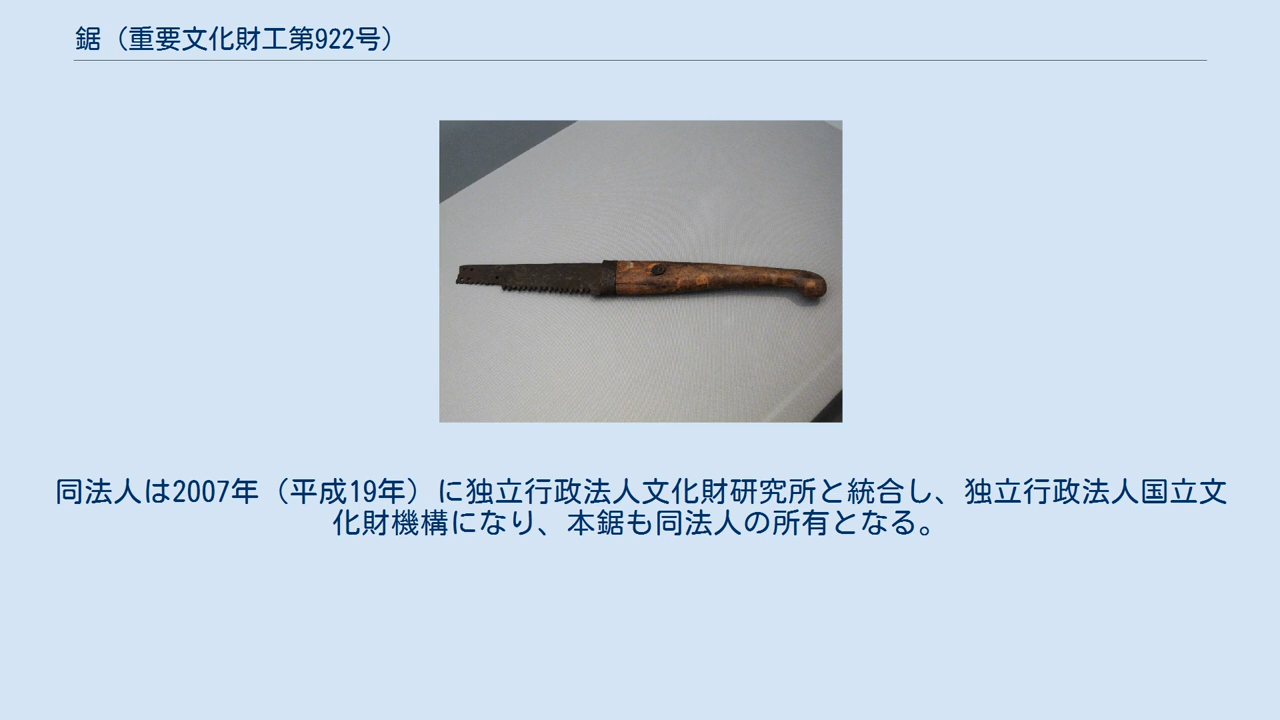 鋸（重要文化財工第922号）
同法人は2007年（平成19年）に独立行政法人文化財研究所と統合し、独立行政法人国立文
化財機構になり、本鋸も同法人の所有となる。